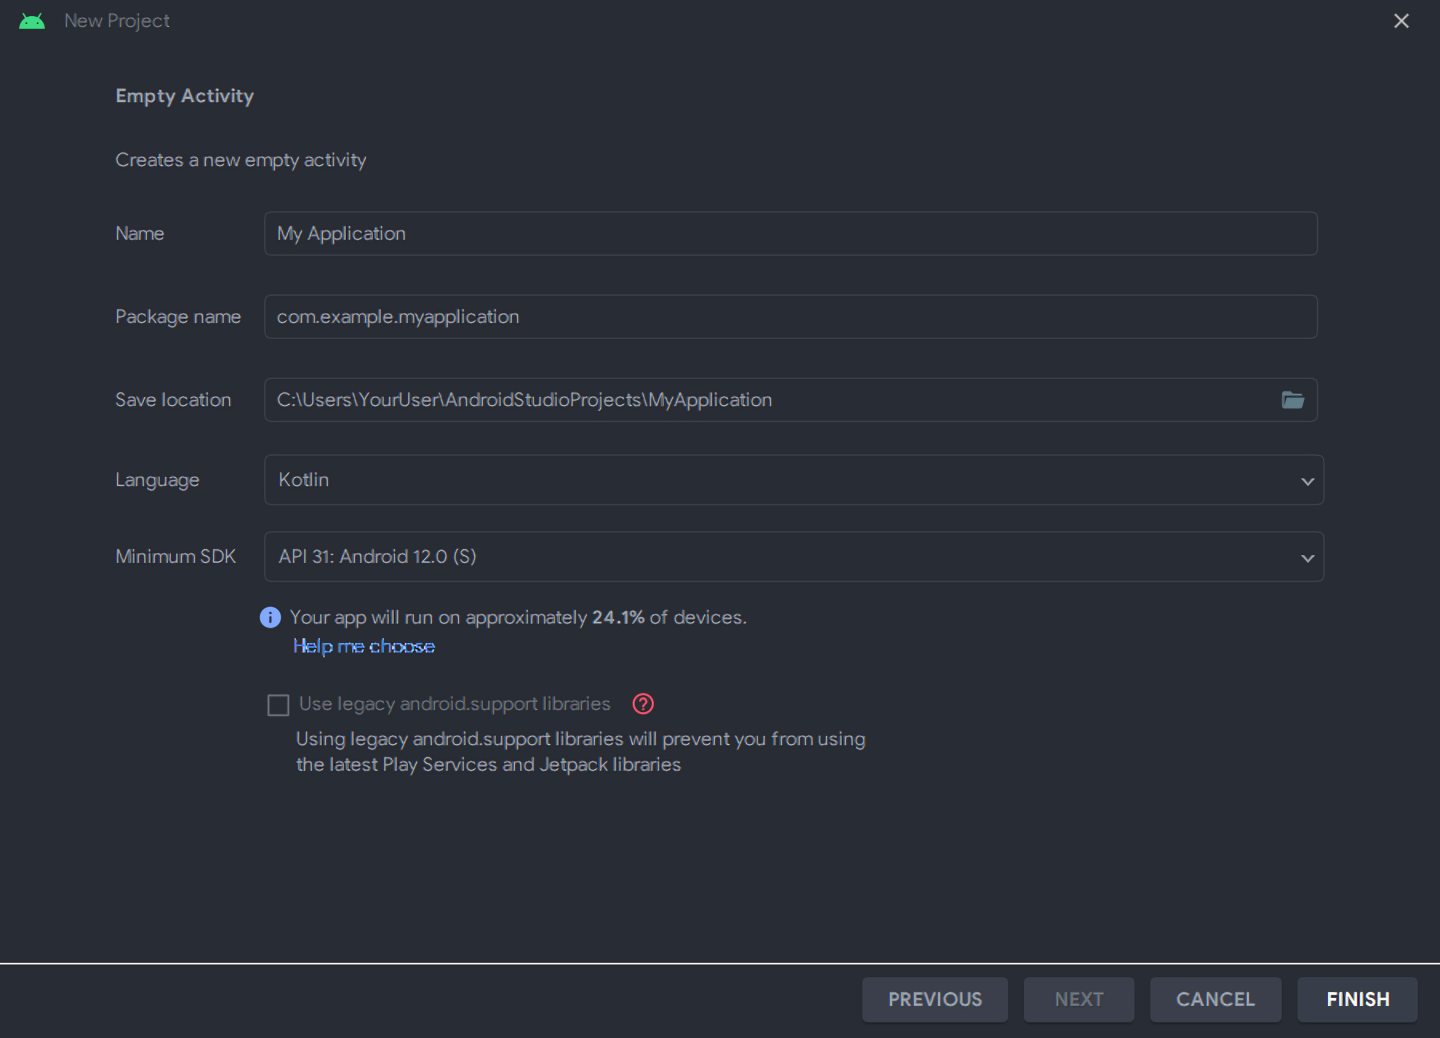 New Project
Empty Activity
Creates a new empty activity
Name My Application
Package name com.example.myapplication
Save location C:\Users\YourUser\AndroidStudioProjects\MyApplication
Language Kotlin
Minimum SDK API 31: Android 12.0 (S)
Your app will run on approximately 24.1% of devices.
Help me choose
Use legacy android.support libraries
Using legacy android.support libraries will prevent you from using
the latest Play Services and Jetpack libraries
PREVIOUS NEXT CANCEL FINISH